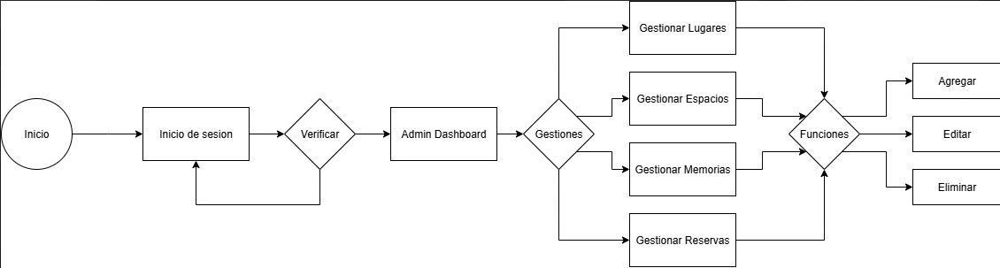 Inicio
Inicio de sesion
Verificar
Admin Dashboard
Gestiones
Gestionar Lugares
Gestionar Espacios
Gestionar Memorias
Gestionar Reservas
Funciones
Agregar
Editar
Eliminar